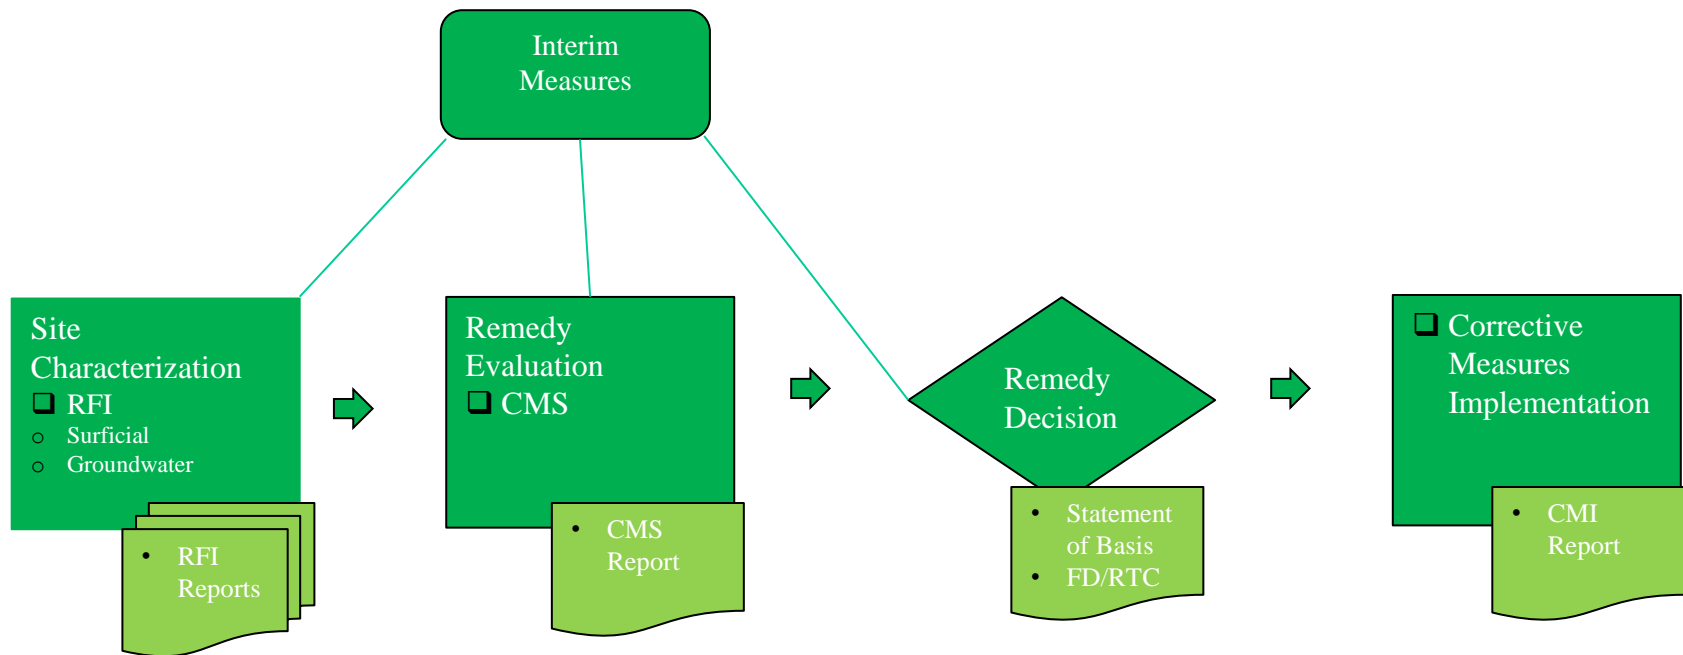 Interim
Measures
Site
Characterization
❑ RFI
o Surficial
o Groundwater
• RFI
Reports
Remedy
Evaluation
❑ CMS
• CMS
Report
Remedy
Decision
• Statement
of Basis
• FD/RTC
❑ Corrective
Measures
Implementation
• CMI
Report